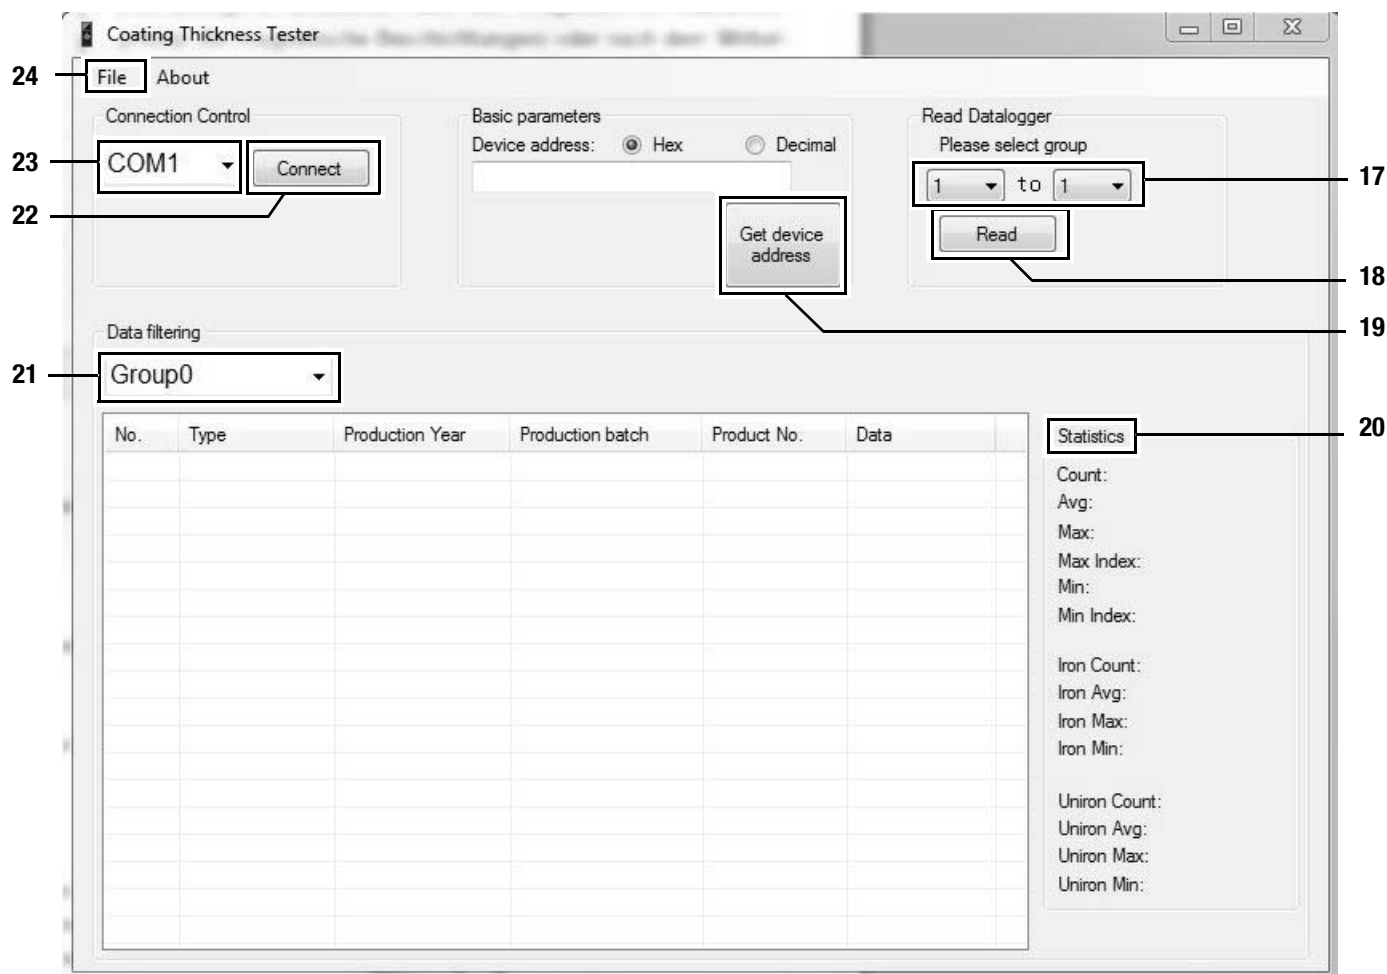 Coating Thickness Tester
24
File About
Connection Control
Basic parameters
Read Datalogger
Device address: Hex Decimal
Please select group
23
COM1 Connect
1 to 1
17
22
Get device
address
Read
18
19
Data filtering
21
Group0
No. Type Production Year Production batch Product No. Data
Statistics
20
Count:
Avg:
Max:
Max Index:
Min:
Min Index:
Iron Count:
Iron Avg:
Iron Max:
Iron Min:
Uniron Count:
Uniron Avg:
Uniron Max:
Uniron Min: